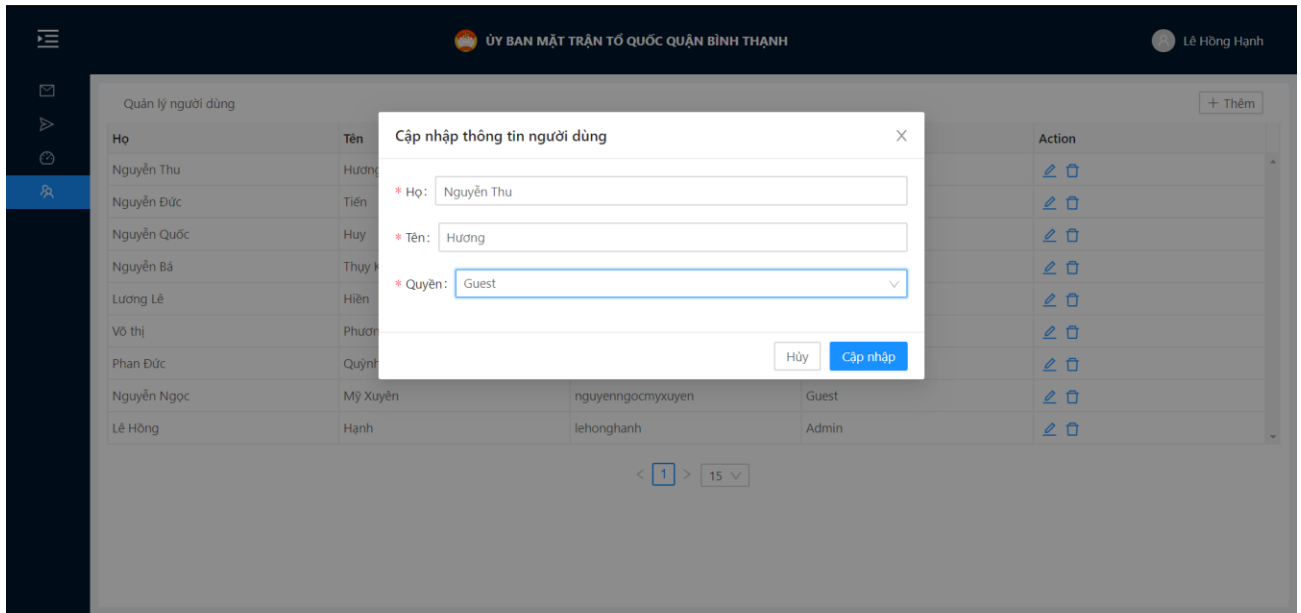 ỦY BAN MẶT TRẬN TỔ QUỐC QUẬN BÌNH THẠNH
Lê Hồng Hạnh
Quản lý người dùng
+ Thêm
Họ Tên Action
Cập nhập thông tin người dùng
* Họ: Nguyễn Thu
* Tên: Hương
* Quyền: Guest
Hủy Cập nhập
Nguyễn Thu Hương
Nguyễn Đức Tiến
Nguyễn Quốc Huy
Nguyễn Bá Thụy
Lương Lê Hiền
Võ thị
Phan Đức
Nguyễn Ngọc Mỹ Xuyên nguyenngocmyxuyen Guest
Lê Hồng Hạnh lehonghanh Admin
< 1 > 15